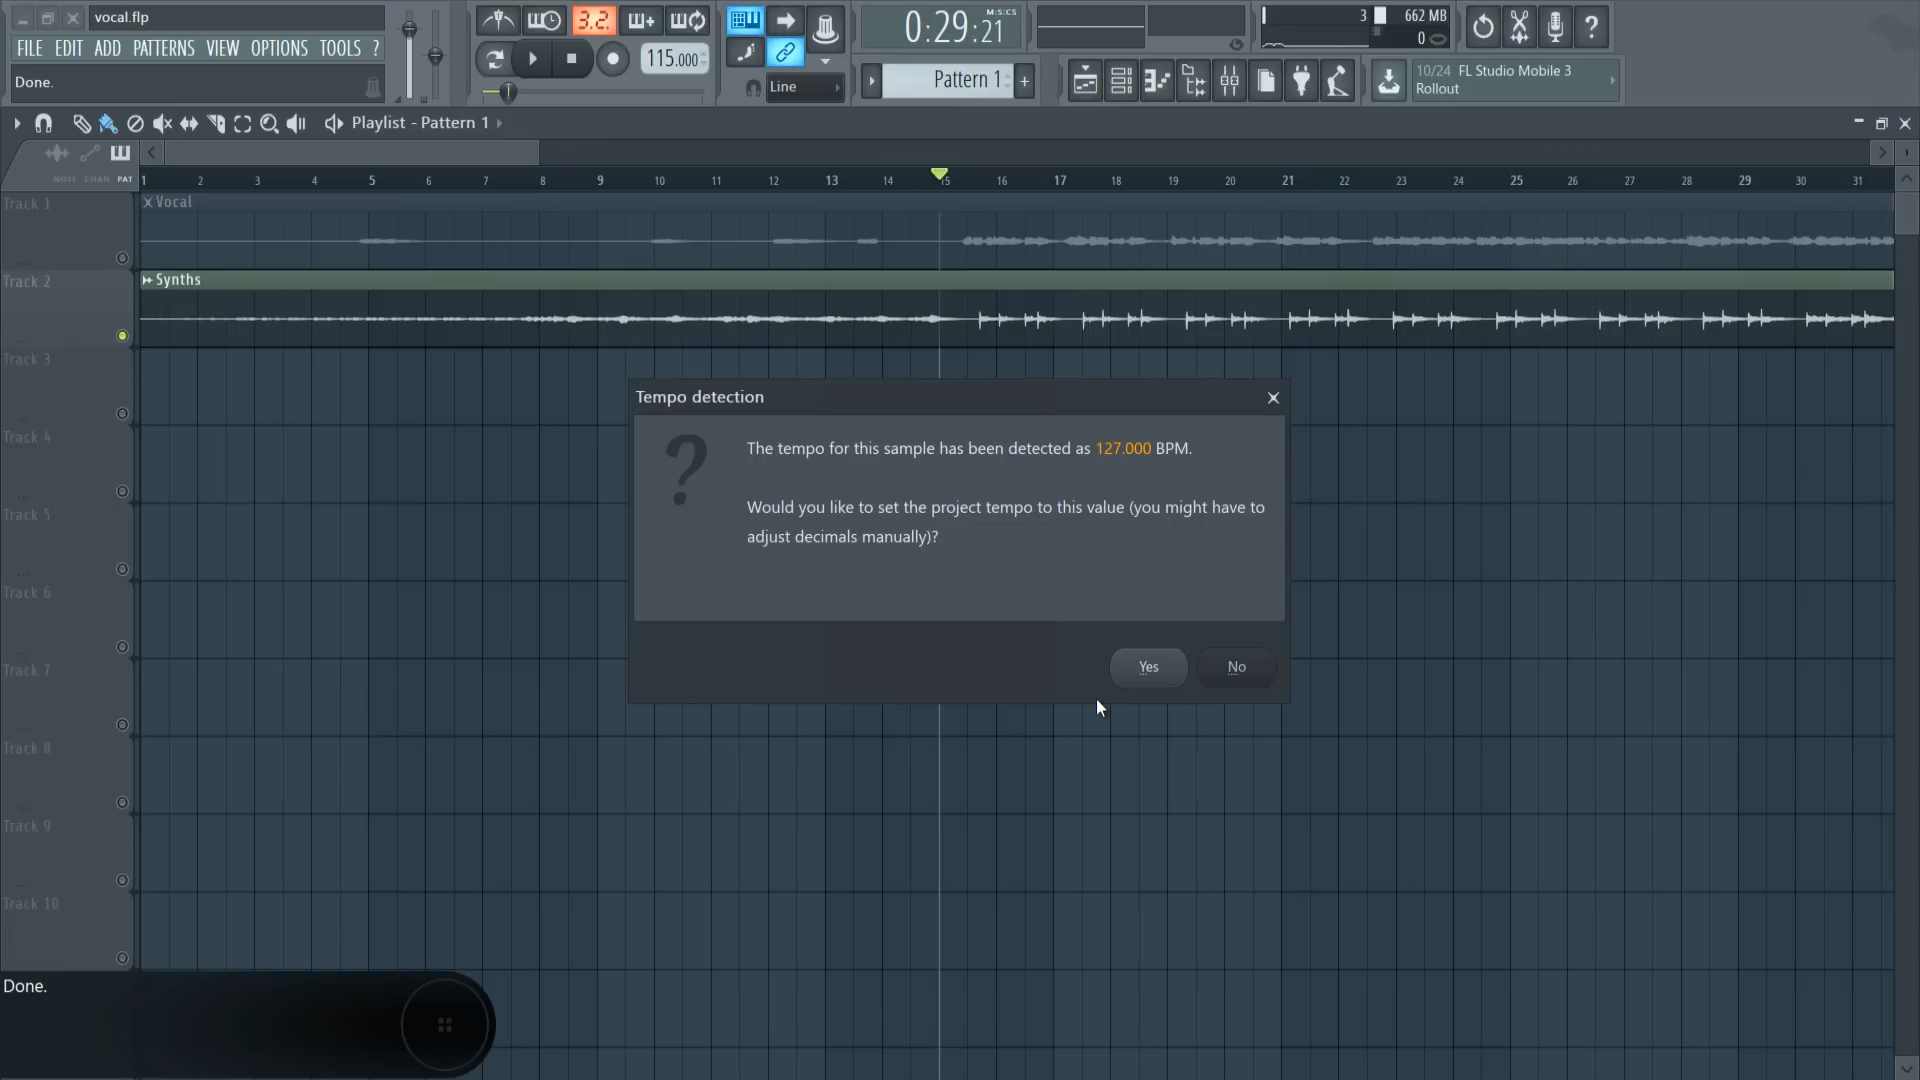 vocal.flp
FILE EDIT ADD PATTERNS VIEW OPTIONS TOOLS ?
Done.
3.2.
115.000
Line
0:29:21
M:S:CS
Pattern 1
+
3
662 MB
0
?
10/24 FL Studio Mobile 3
Rollout
Playlist - Pattern 1
NOTE CHAN PAT
1 2 3 4 5 6 7 8 9 10 11 12 13 14 15 16 17 18 19 20 21 22 23 24 25 26 27 28 29 30 31
Track 1
Vocal
Track 2
Synths
Track 3
Track 4
Track 5
Track 6
Track 7
Track 8
Track 9
Track 10
Tempo detection
?
The tempo for this sample has been detected as 127.000 BPM.
Would you like to set the project tempo to this value (you might have to
adjust decimals manually)?
Yes
No
Done.